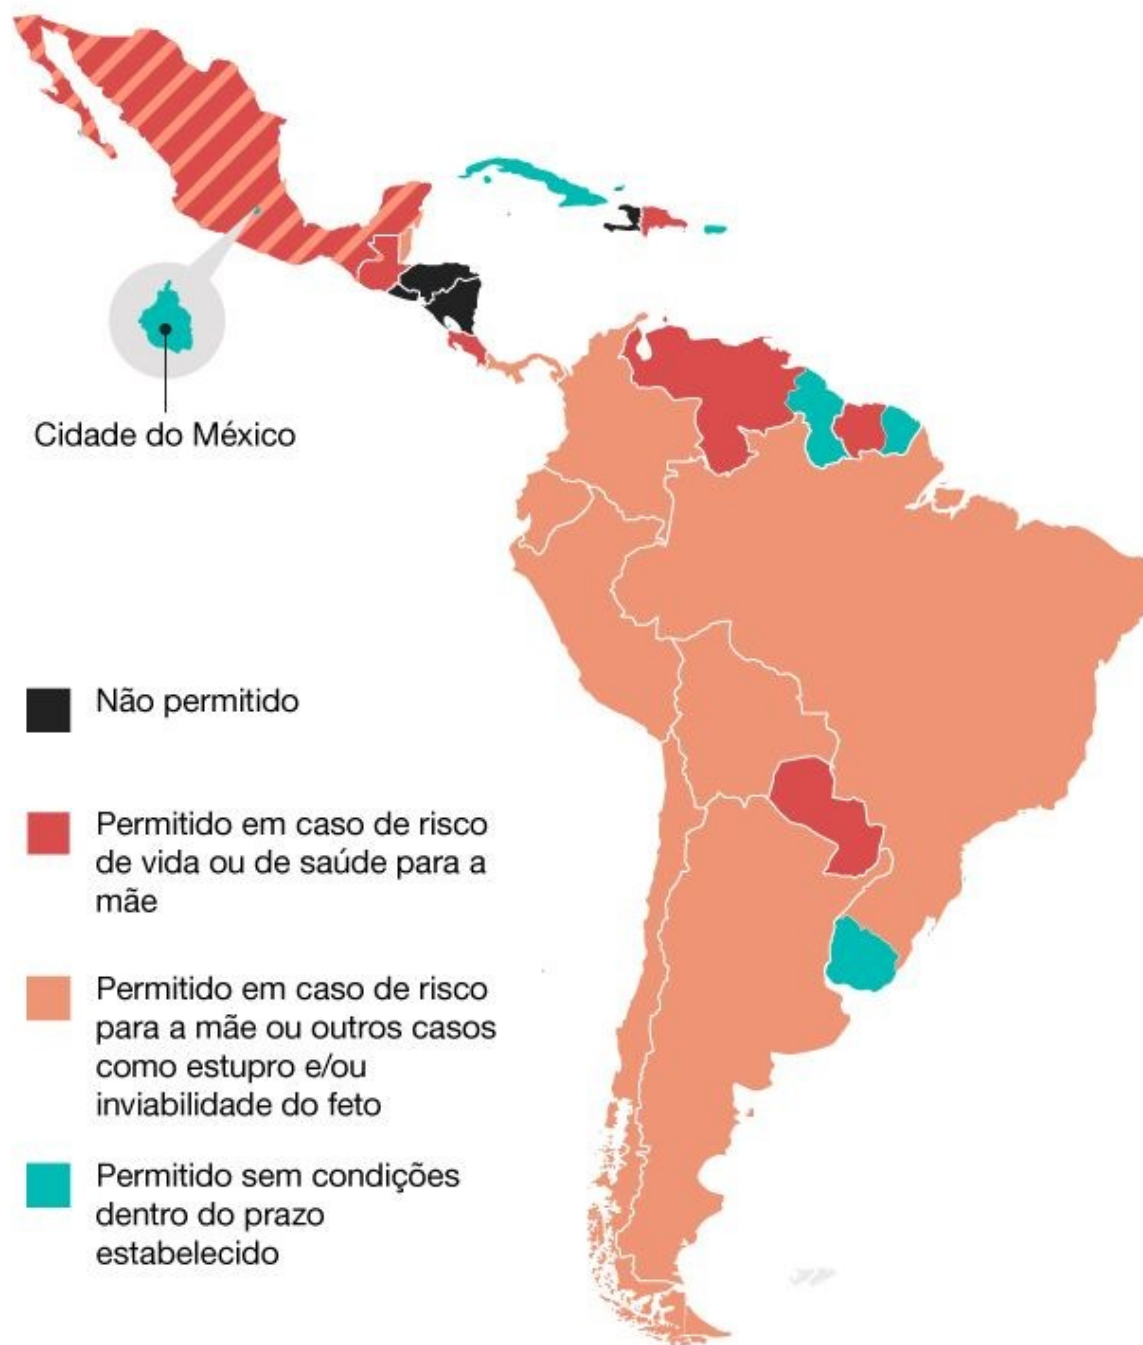 Cidade do México
Não permitido
Permitido em caso de risco
de vida ou de saúde para a
mãe
Permitido em caso de risco
para a mãe ou outros casos
como estupro e/ou
inviabilidade do feto
Permitido sem condições
dentro do prazo
estabelecido